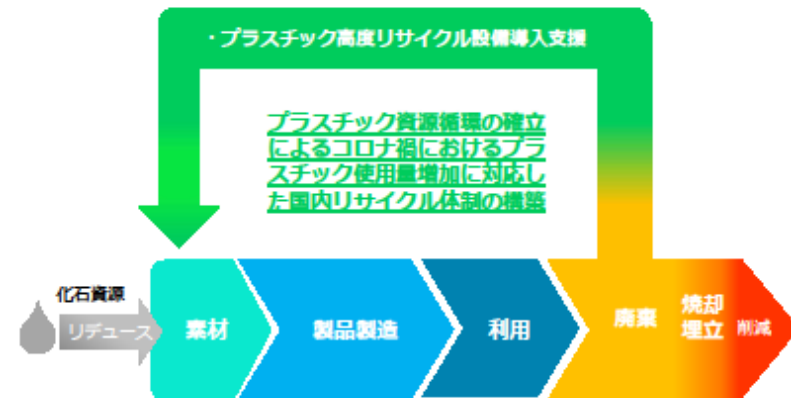 ・プラスチック高度リサイクル設備導入支援
プラスチック資源循環の確立
によるコロナ禍におけるプラ
スチック使用量増加に対応し
た国内リサイクル体制の構築
化石資源
リデュース
素材
製品製造
利用
廃棄
焼却
埋立
削減